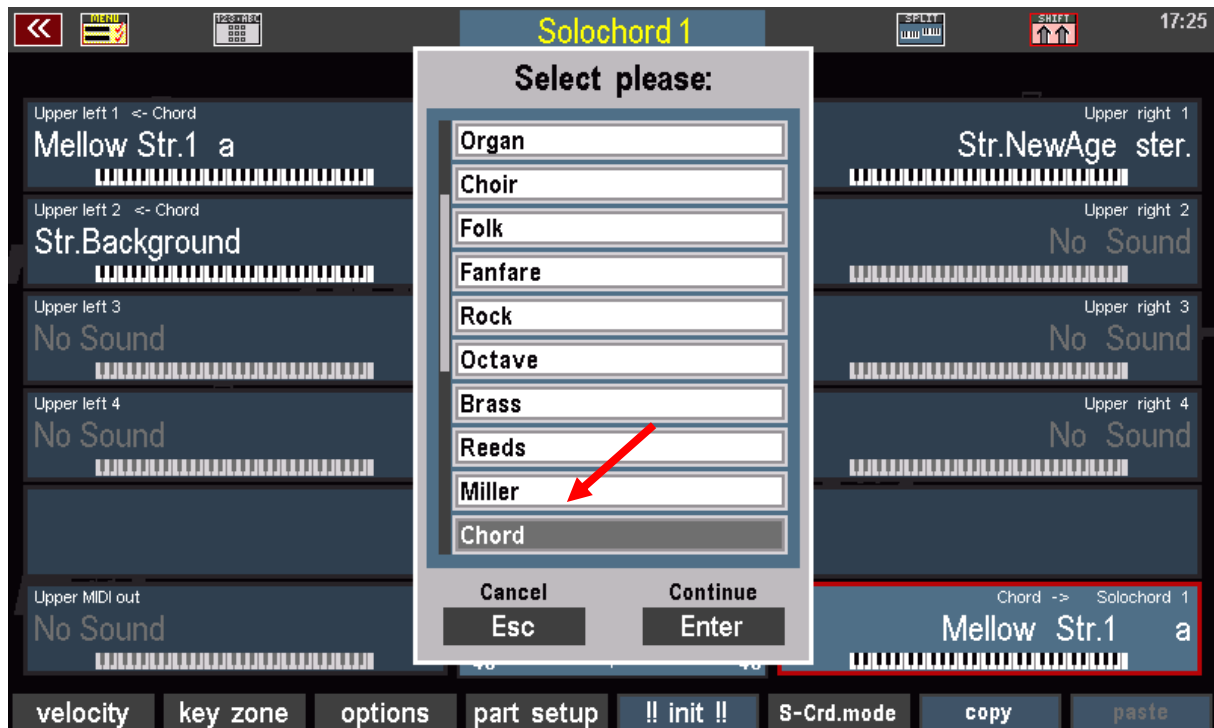 MENU
123·ABC
Solochord 1
SPLIT
SHIFT
17:25
Select please:
Organ
Choir
Folk
Fanfare
Rock
Octave
Brass
Reeds
Miller
Chord
Cancel
Continue
Esc
Enter
Upper left 1 <- Chord
Mellow Str.1 a
Upper left 2 <- Chord
Str.Background
Upper left 3
No Sound
Upper left 4
No Sound
Upper MIDI out
No Sound
Upper right 1
Str.NewAge ster.
Upper right 2
No Sound
Upper right 3
No Sound
Upper right 4
No Sound
Chord -> Solochord 1
Mellow Str.1 a
velocity
key zone
options
part setup
!! init !!
S-Crd.mode
copy
paste